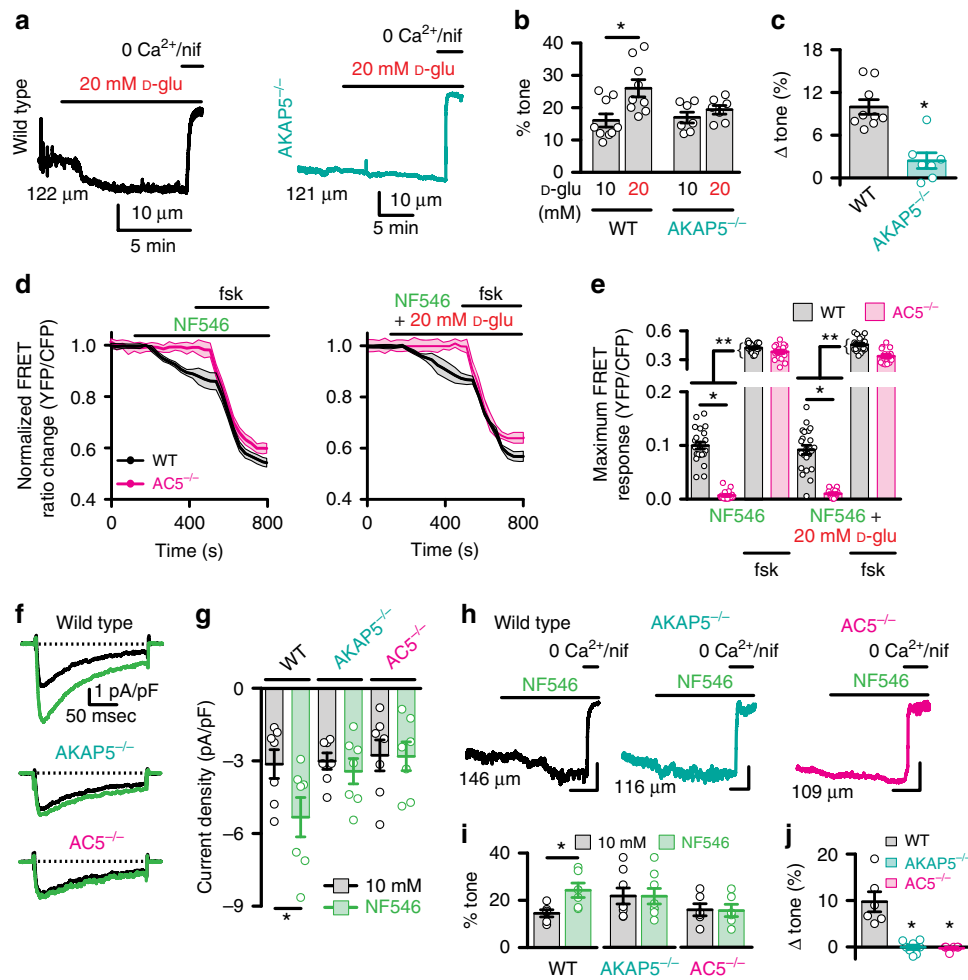 a
0 Ca²⁺/nif
20 mM D-glu
Wild type
122 μm
10 μm
5 min
0 Ca²⁺/nif
20 mM D-glu
AKAP5⁻/⁻
121 μm
10 μm
5 min
b
% tone
40
30
20
10
0
*
D-glu (mM)
10 20 10 20
WT AKAP5⁻/⁻
c
Δ tone (%)
18
12
6
0
*
WT AKAP5⁻/⁻
d
Normalized FRET
ratio change (YFP/CFP)
fsk
NF546
1.0
0.8
0.6
0.4
WT
AC5⁻/⁻
0 400 800
Time (s)
fsk
NF546
+ 20 mM D-glu
1.0
0.8
0.6
0.4
0 400 800
Time (s)
e
WT AC5⁻/⁻
Maximum FRET
response (YFP/CFP)
0.6
0.3
0.1
0.0
** **
* *
NF546 NF546 +
20 mM D-glu
fsk fsk
f
Wild type
1 pA/pF
50 msec
AKAP5⁻/⁻
AC5⁻/⁻
g
WT AKAP5⁻/⁻ AC5⁻/⁻
Current density (pA/pF)
0
−3
−6
−9
10 mM
NF546
*
h
Wild type
0 Ca²⁺/nif
NF546
146 μm
AKAP5⁻/⁻
0 Ca²⁺/nif
NF546
116 μm
AC5⁻/⁻
0 Ca²⁺/nif
NF546
109 μm
i
10 mM NF546
% tone
60
40
20
0
*
WT AKAP5⁻/⁻ AC5⁻/⁻
j
WT
AKAP5⁻/⁻
AC5⁻/⁻
Δ tone (%)
20
10
0
* *